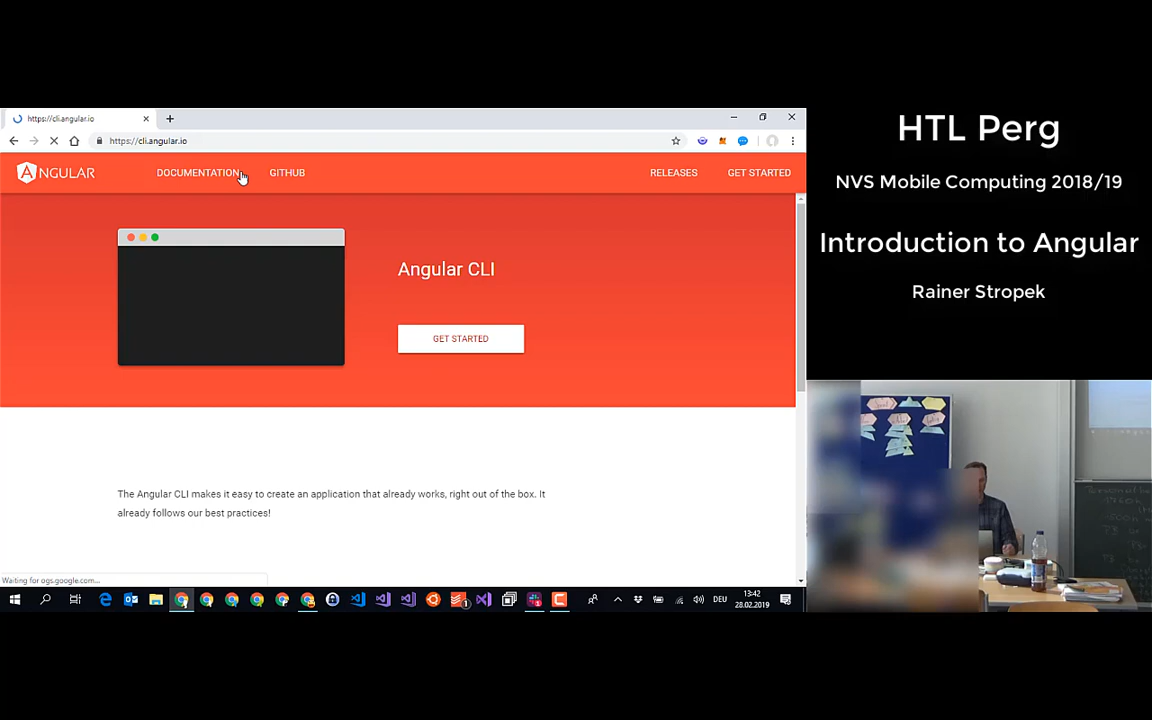 https://cli.angular.io
https://cli.angular.io
ANGULAR
DOCUMENTATION
GITHUB
RELEASES
GET STARTED
Angular CLI
GET STARTED
The Angular CLI makes it easy to create an application that already works, right out of the box. It
already follows our best practices!
Waiting for ogs.google.com...
DEU
13:42
28.02.2019
HTL Perg
NVS Mobile Computing 2018/19
Introduction to Angular
Rainer Stropek